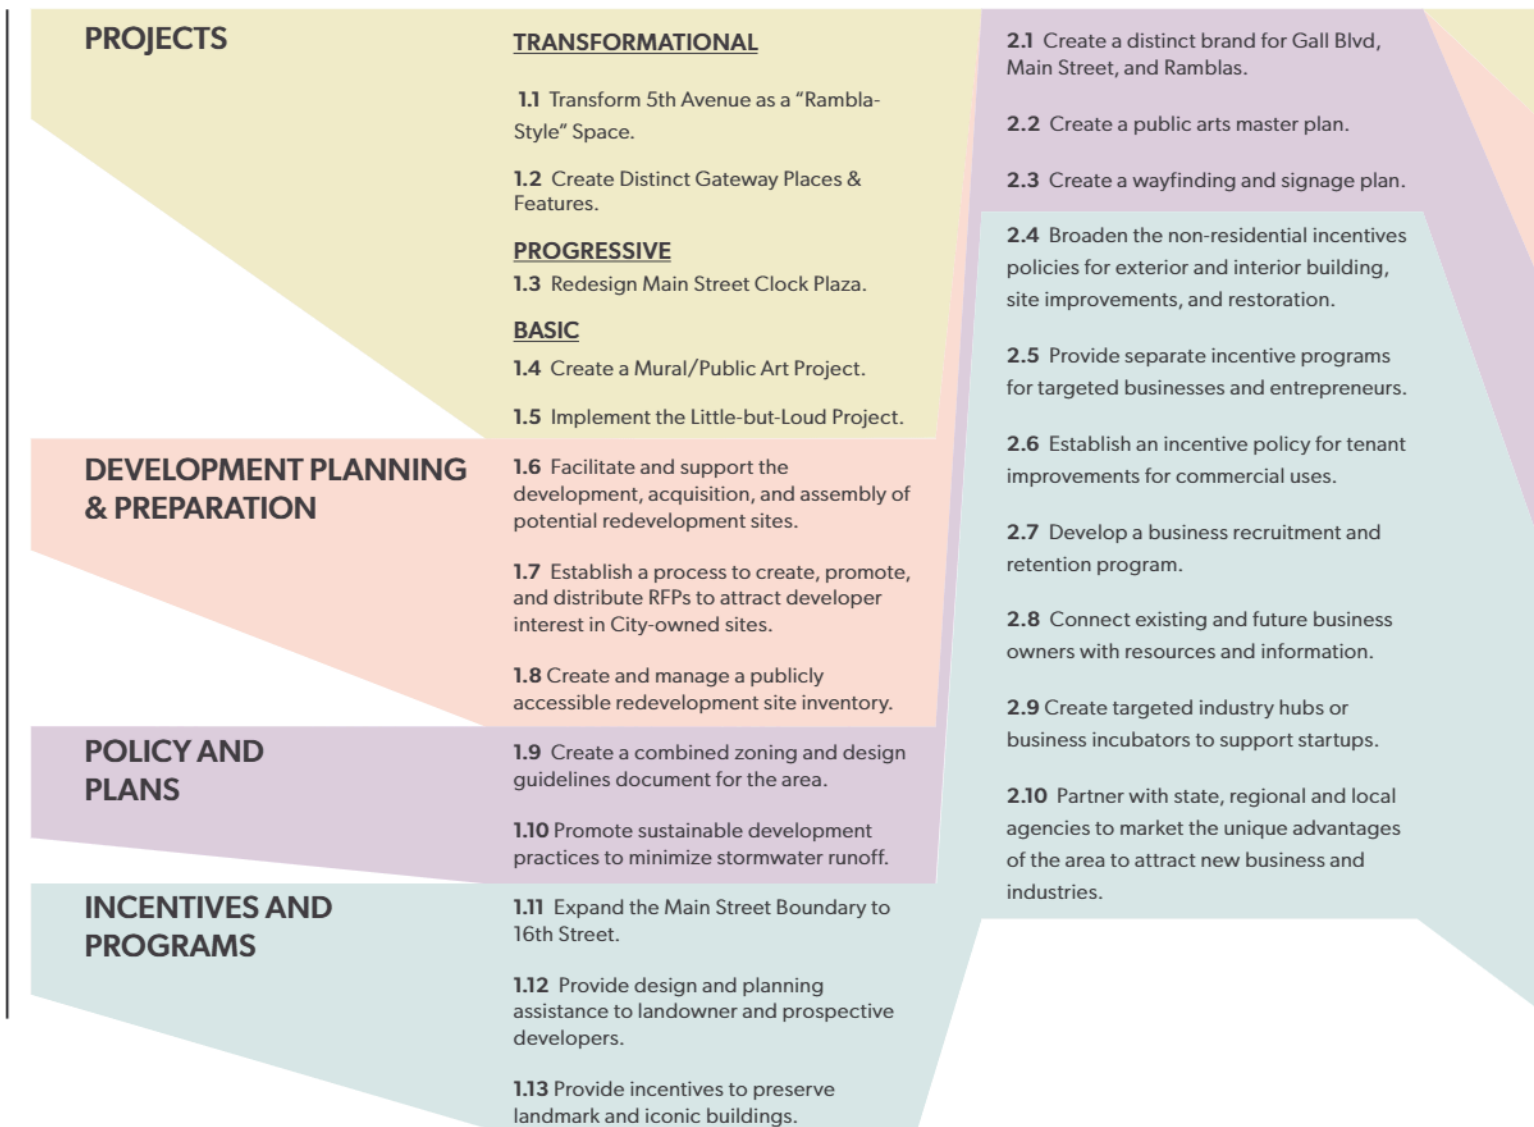 PROJECTS
TRANSFORMATIONAL
1.1 Transform 5th Avenue as a “Rambla-
Style” Space.
1.2 Create Distinct Gateway Places &
Features.
PROGRESSIVE
1.3 Redesign Main Street Clock Plaza.
BASIC
1.4 Create a Mural/Public Art Project.
1.5 Implement the Little-but-Loud Project.
DEVELOPMENT PLANNING
& PREPARATION
1.6 Facilitate and support the
development, acquisition, and assembly of
potential redevelopment sites.
1.7 Establish a process to create, promote,
and distribute RFPs to attract developer
interest in City-owned sites.
1.8 Create and manage a publicly
accessible redevelopment site inventory.
POLICY AND
PLANS
1.9 Create a combined zoning and design
guidelines document for the area.
1.10 Promote sustainable development
practices to minimize stormwater runoff.
INCENTIVES AND
PROGRAMS
1.11 Expand the Main Street Boundary to
16th Street.
1.12 Provide design and planning
assistance to landowner and prospective
developers.
1.13 Provide incentives to preserve
landmark and iconic buildings.
2.1 Create a distinct brand for Gall Blvd,
Main Street, and Ramblas.
2.2 Create a public arts master plan.
2.3 Create a wayfinding and signage plan.
2.4 Broaden the non-residential incentives
policies for exterior and interior building,
site improvements, and restoration.
2.5 Provide separate incentive programs
for targeted businesses and entrepreneurs.
2.6 Establish an incentive policy for tenant
improvements for commercial uses.
2.7 Develop a business recruitment and
retention program.
2.8 Connect existing and future business
owners with resources and information.
2.9 Create targeted industry hubs or
business incubators to support startups.
2.10 Partner with state, regional and local
agencies to market the unique advantages
of the area to attract new business and
industries.